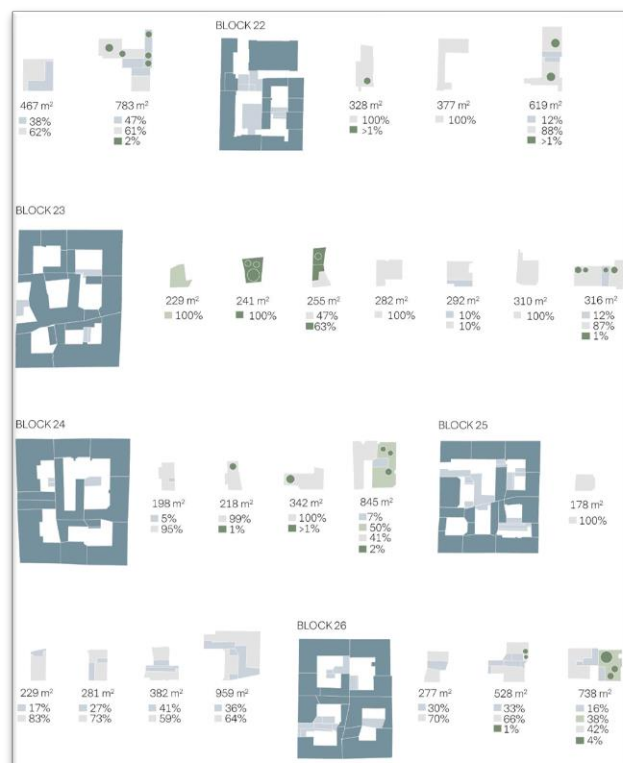 BLOCK 22
467 m²
38%
62%
783 m²
47%
61%
2%
328 m²
100%
>1%
377 m²
100%
619 m²
12%
88%
>1%
BLOCK 23
229 m²
100%
241 m²
100%
255 m²
47%
63%
282 m²
100%
292 m²
10%
10%
310 m²
100%
316 m²
12%
87%
1%
BLOCK 24
198 m²
5%
95%
218 m²
99%
1%
342 m²
100%
>1%
845 m²
7%
50%
41%
2%
BLOCK 25
178 m²
100%
229 m²
17%
83%
281 m²
27%
73%
382 m²
41%
59%
959 m²
36%
64%
BLOCK 26
277 m²
30%
70%
528 m²
33%
66%
1%
738 m²
16%
38%
42%
4%